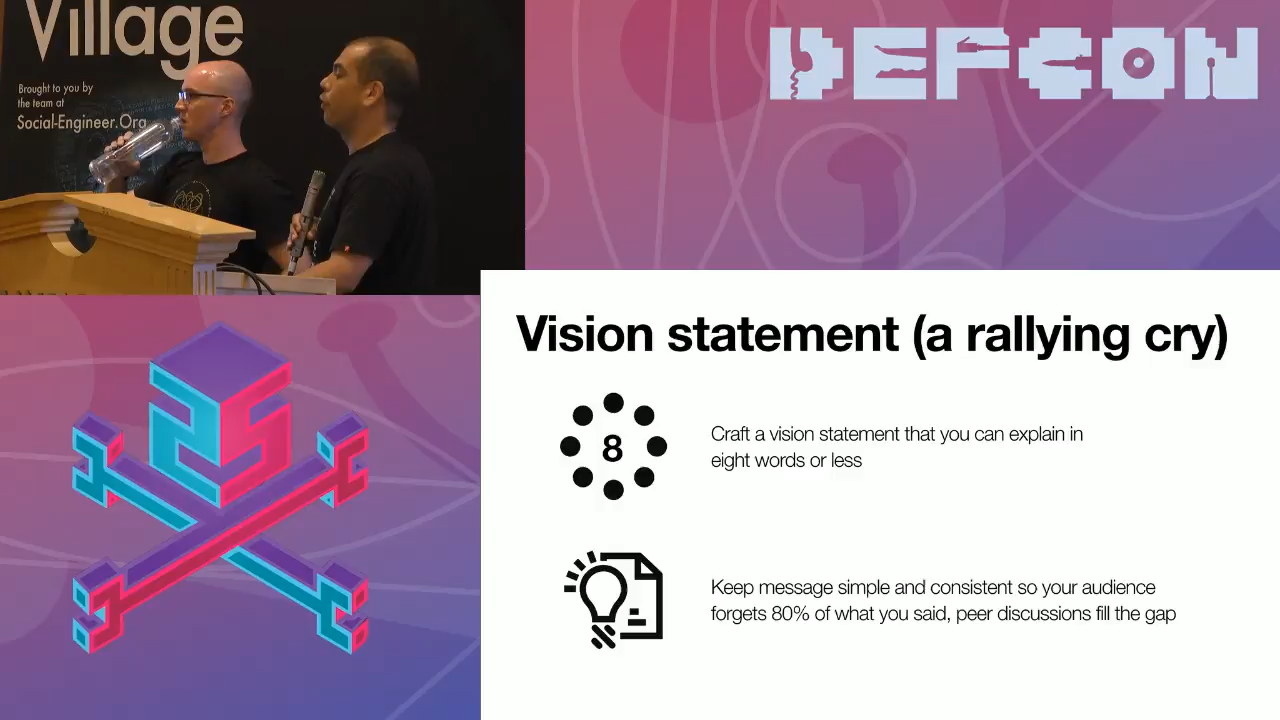 Village
Brought to you by
the team at
Social-Engineer.Org
DEFCON
Vision statement (a rallying cry)
8
Craft a vision statement that you can explain in
eight words or less
Keep message simple and consistent so your audience
forgets 80% of what you said, peer discussions fill the gap